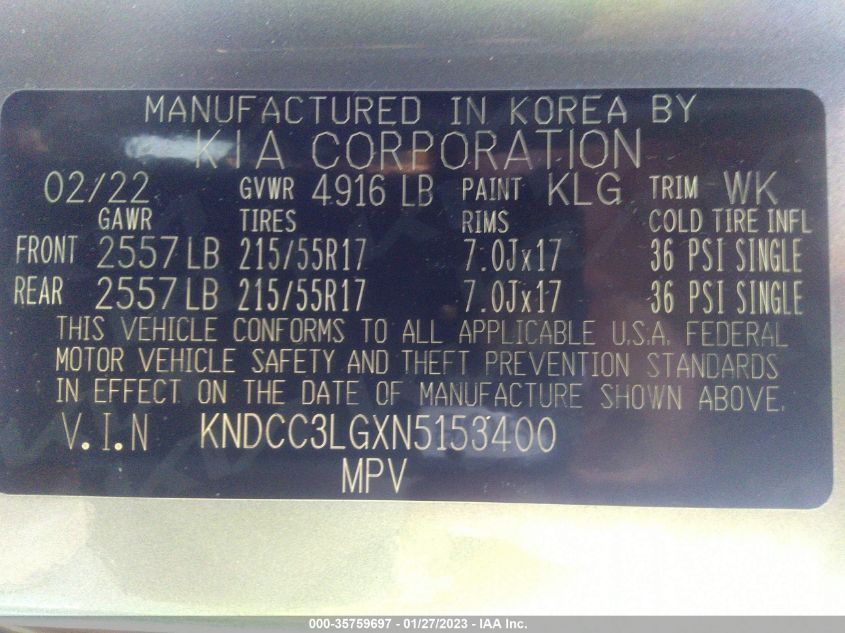 MANUFACTURED IN KOREA BY
KIA CORPORATION
02/22 GVWR 4916 LB PAINT KLG TRIM WK
GAWR TIRES RIMS COLD TIRE INFL
FRONT 2557 LB 215/55R17 7.0Jx17 36 PSI SINGLE
REAR 2557 LB 215/55R17 7.0Jx17 36 PSI SINGLE
THIS VEHICLE CONFORMS TO ALL APPLICABLE U.S.A. FEDERAL
MOTOR VEHICLE SAFETY AND THEFT PREVENTION STANDARDS
IN EFFECT ON THE DATE OF MANUFACTURE SHOWN ABOVE.
V.I.N KNDCC3LGXN5153400
MPV
000-35759697 - 01/27/2023 - IAA Inc.